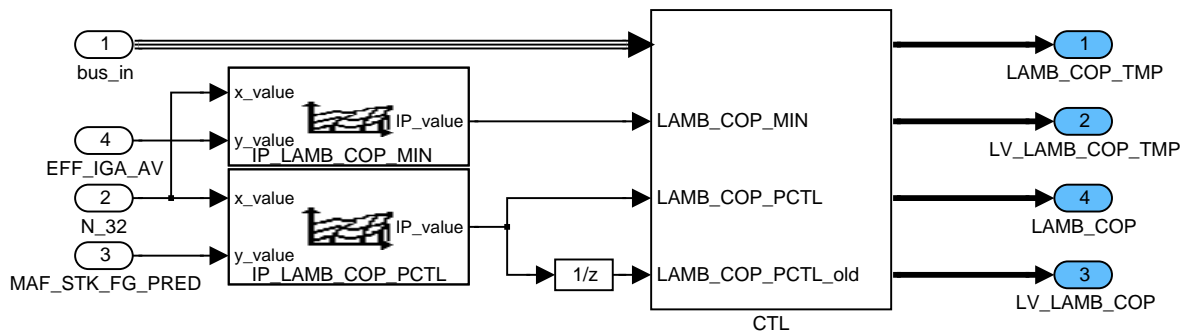 1
bus_in
x_value
y_value
IP_value
IP_LAMB_COP_MIN
4
EFF_IGA_AV
2
N_32
3
MAF_STK_FG_PRED
x_value
y_value
IP_value
IP_LAMB_COP_PCTL
1/z
LAMB_COP_MIN
LAMB_COP_PCTL
LAMB_COP_PCTL_old
CTL
1
LAMB_COP_TMP
2
LV_LAMB_COP_TMP
4
LAMB_COP
3
LV_LAMB_COP